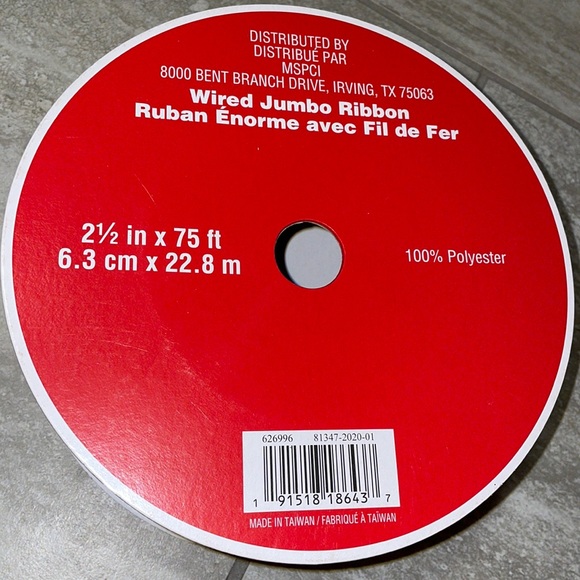 DISTRIBUTED BY
DISTRIBUÉ PAR
MSPCI
8000 BENT BRANCH DRIVE, IRVING, TX 75063
Wired Jumbo Ribbon
Ruban Énorme avec Fil de Fer
2½ in x 75 ft
6.3 cm x 22.8 m
100% Polyester
626996 81347-2020-01
1 91518 18643 7
MADE IN TAIWAN / FABRIQUÉ À TAÏWAN